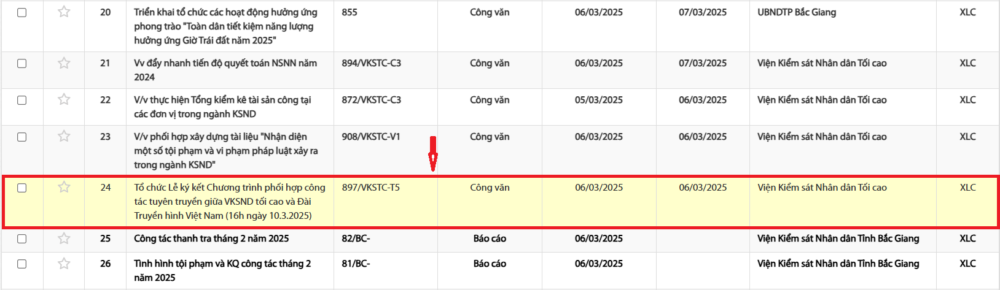 20 Triển khai tổ chức các hoạt động hưởng ứng 855 Công văn 06/03/2025 07/03/2025 UBNDTP Bắc Giang XLC
phong trào "Toàn dân tiết kiệm năng lượng
hưởng ứng Giờ Trái đất năm 2025"
21 Vv đẩy nhanh tiến độ quyết toán NSNN năm 894/VKSTC-C3 Công văn 06/03/2025 07/03/2025 Viện Kiểm sát Nhân dân Tối cao XLC
2024
22 V/v thực hiện Tổng kiểm kê tài sản công tại 872/VKSTC-C3 Công văn 05/03/2025 06/03/2025 Viện Kiểm sát Nhân dân Tối cao XLC
các đơn vị trong ngành KSND
23 V/v phối hợp xây dựng tài liệu "Nhận diện 908/VKSTC-V1 Công văn 06/03/2025 06/03/2025 Viện Kiểm sát Nhân dân Tối cao XLC
một số tội phạm và vi phạm pháp luật xảy ra
trong ngành KSND"
24 Tổ chức Lễ ký kết Chương trình phối hợp công 897/VKSTC-T5 Công văn 06/03/2025 06/03/2025 Viện Kiểm sát Nhân dân Tối cao XLC
tác tuyên truyền giữa VKSND tối cao và Đài
Truyền hình Việt Nam (16h ngày 10.3.2025)
25 Công tác thanh tra tháng 2 năm 2025 82/BC- Báo cáo 06/03/2025 Viện Kiểm sát Nhân dân Tỉnh Bắc Giang XLC
26 Tình hình tội phạm và KQ công tác tháng 2 81/BC- Báo cáo 06/03/2025 Viện Kiểm sát Nhân dân Tỉnh Bắc Giang XLC
năm 2025